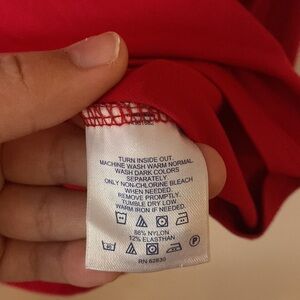 TURN INSIDE OUT.
MACHINE WASH WARM NORMAL
WASH DARK COLORS
SEPARATELY.
ONLY NON-CHLORINE BLEACH
WHEN NEEDED.
REMOVE PROMPTLY.
TUMBLE DRY LOW
WARM IRON IF NEEDED.
88% NYLON
12% ELASTHAN
RN 62830